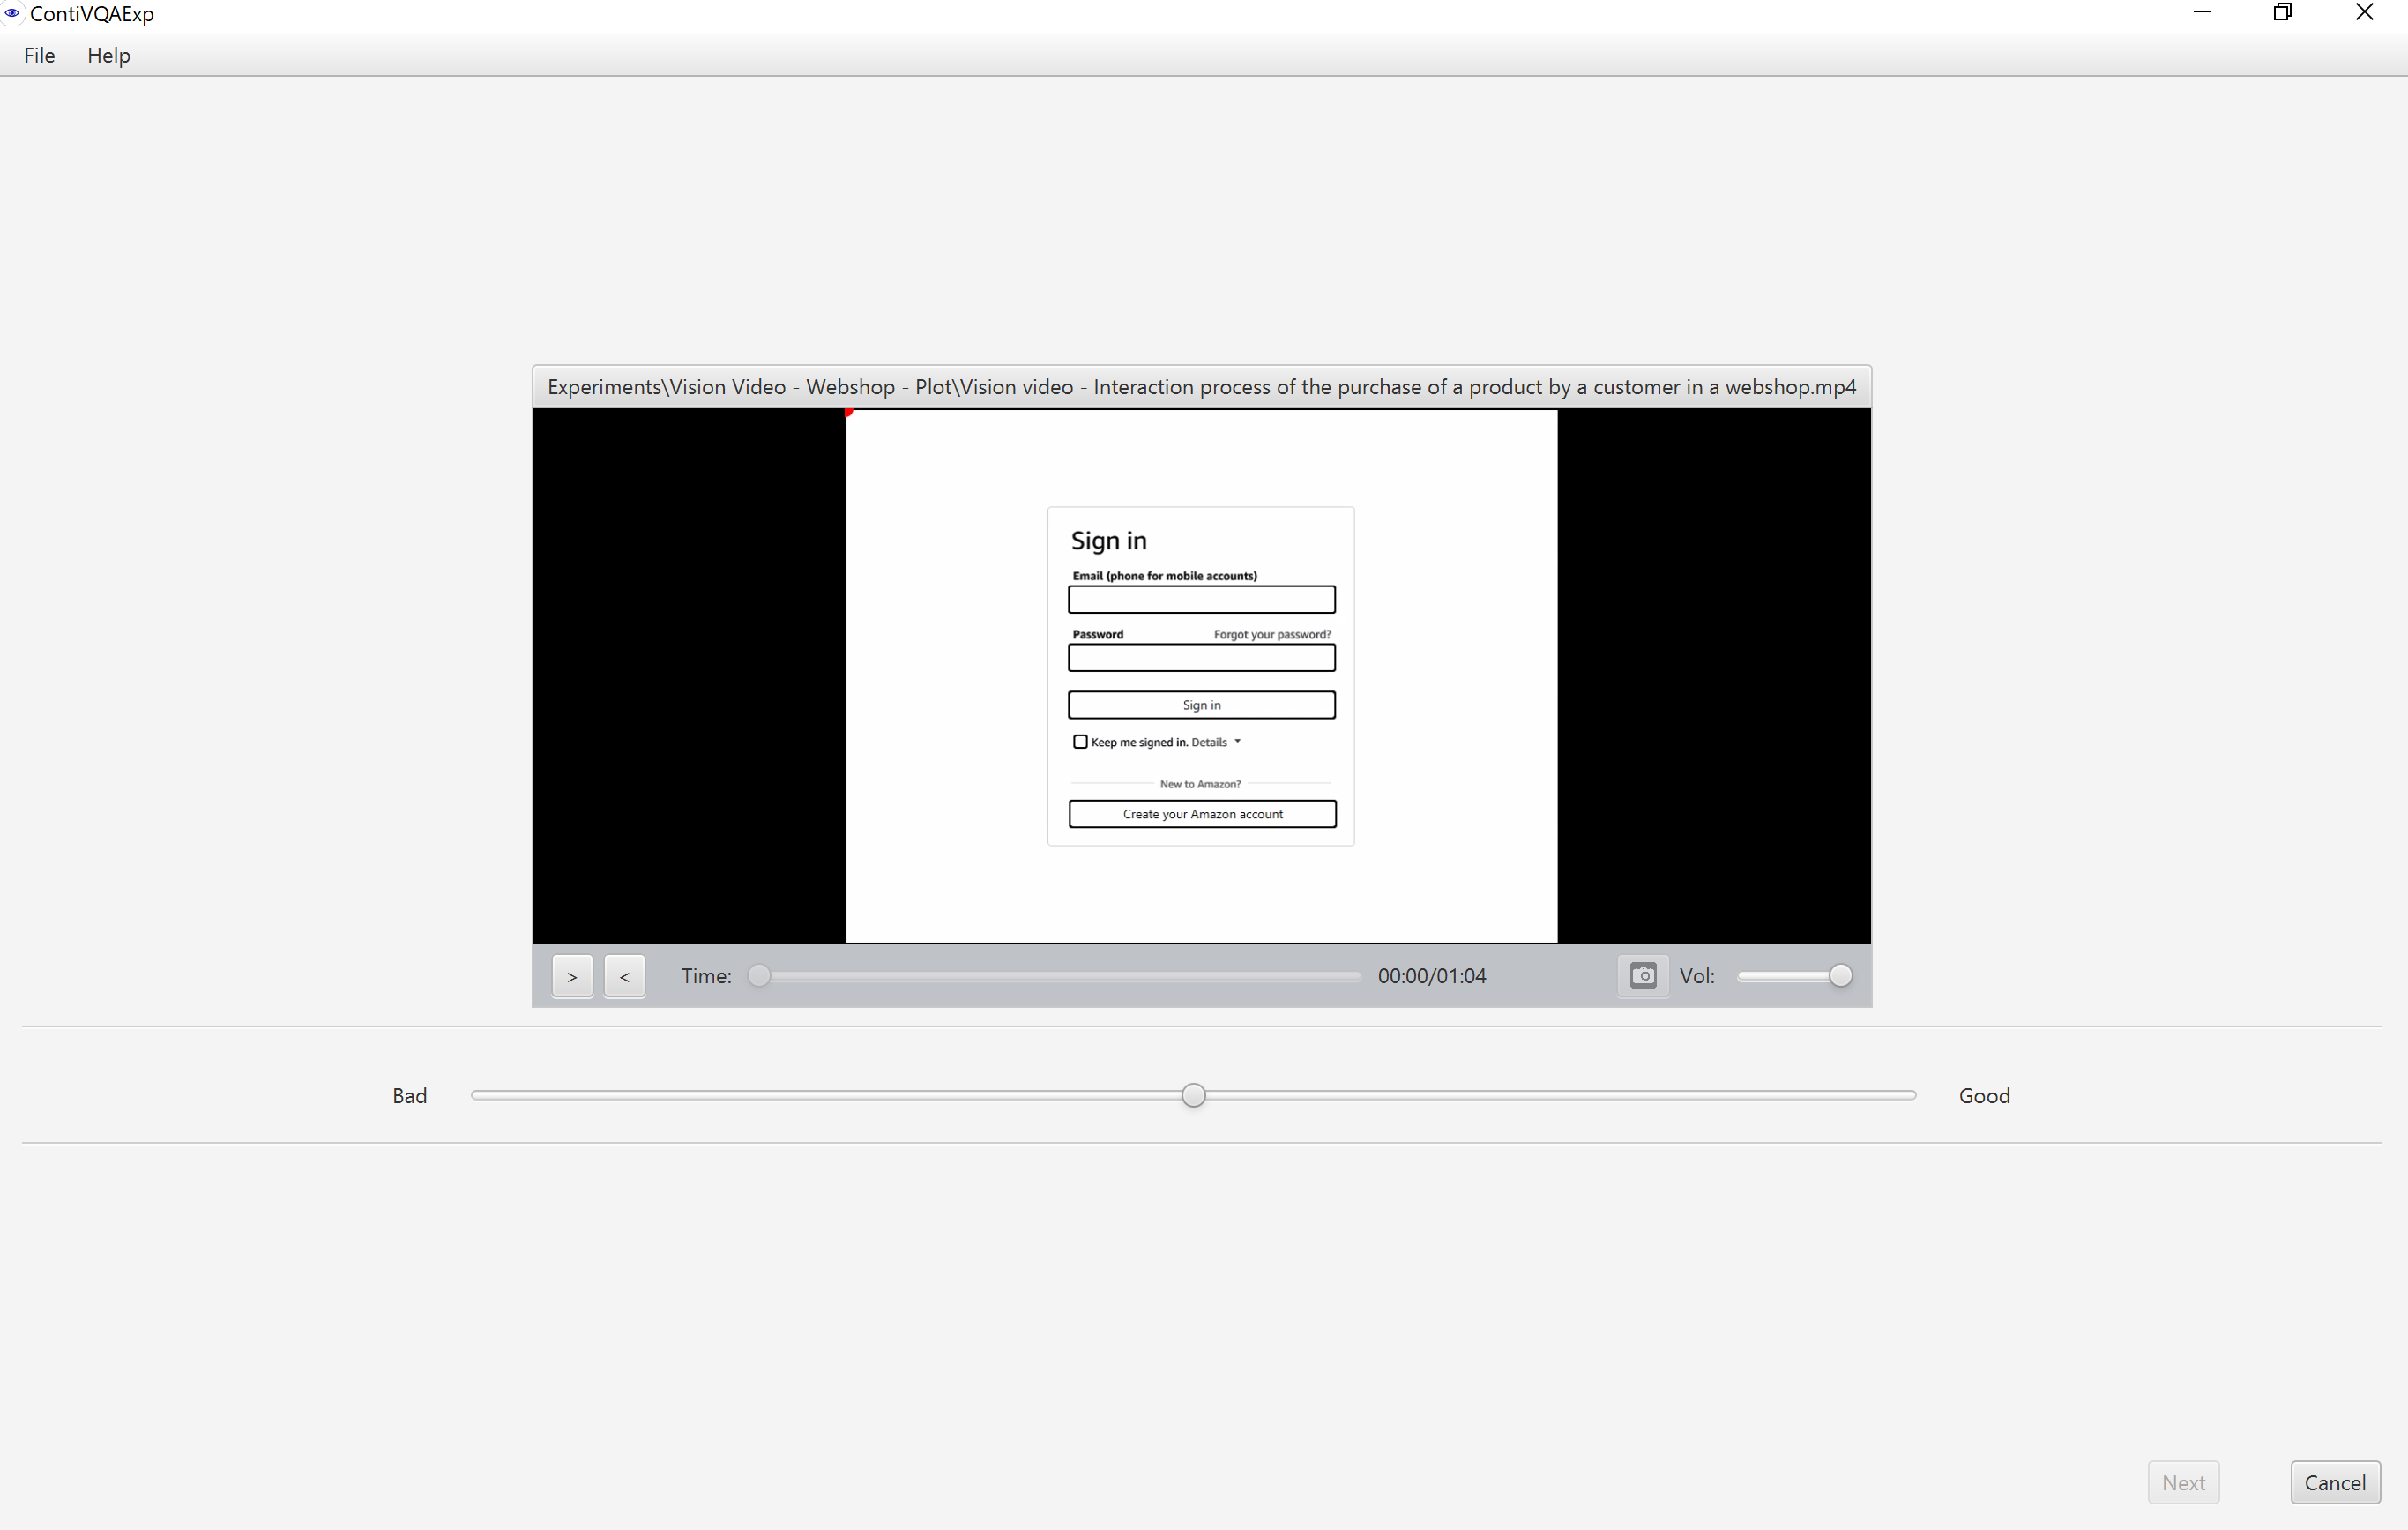 ContiVQAExp
File Help
Experiments\Vision Video - Webshop - Plot\Vision video - Interaction process of the purchase of a product by a customer in a webshop.mp4
Sign in
Email (phone for mobile accounts)
Password Forgot your password?
Sign in
Keep me signed in. Details
New to Amazon?
Create your Amazon account
> < Time: 00:00/01:04 Vol:
Bad Good
Next Cancel